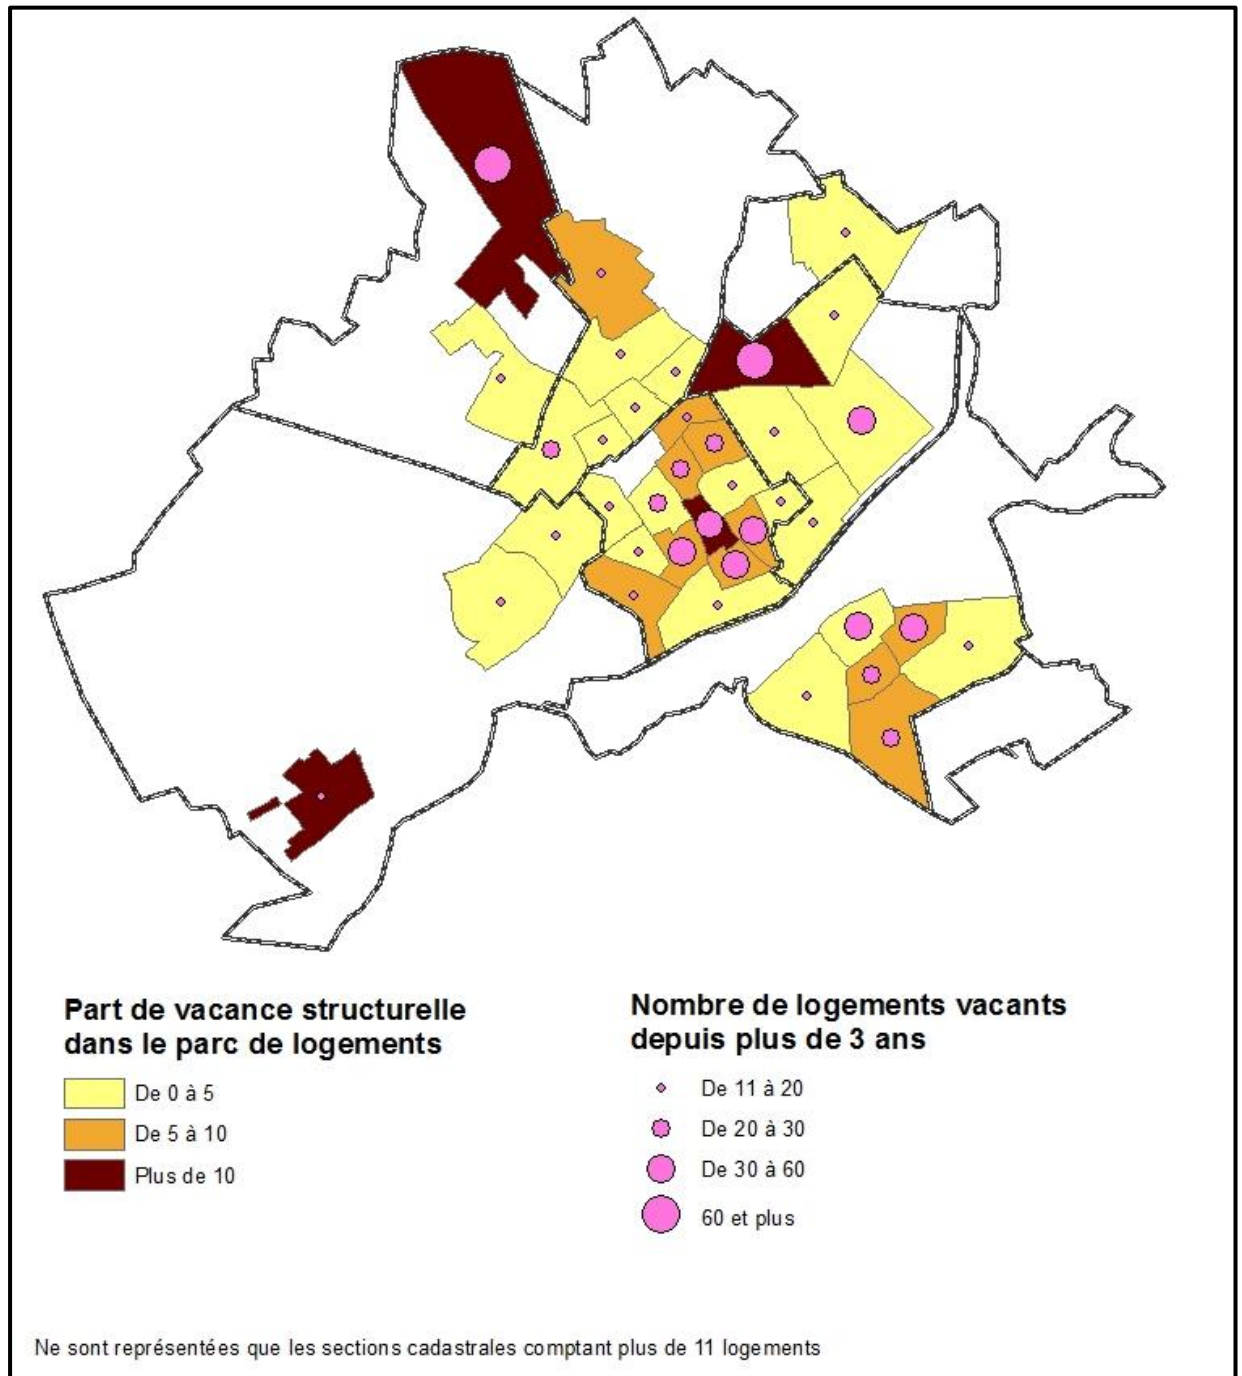 Part de vacance structurelle
dans le parc de logements
De 0 à 5
De 5 à 10
Plus de 10
Nombre de logements vacants
depuis plus de 3 ans
De 11 à 20
De 20 à 30
De 30 à 60
60 et plus
Ne sont représentées que les sections cadastrales comptant plus de 11 logements